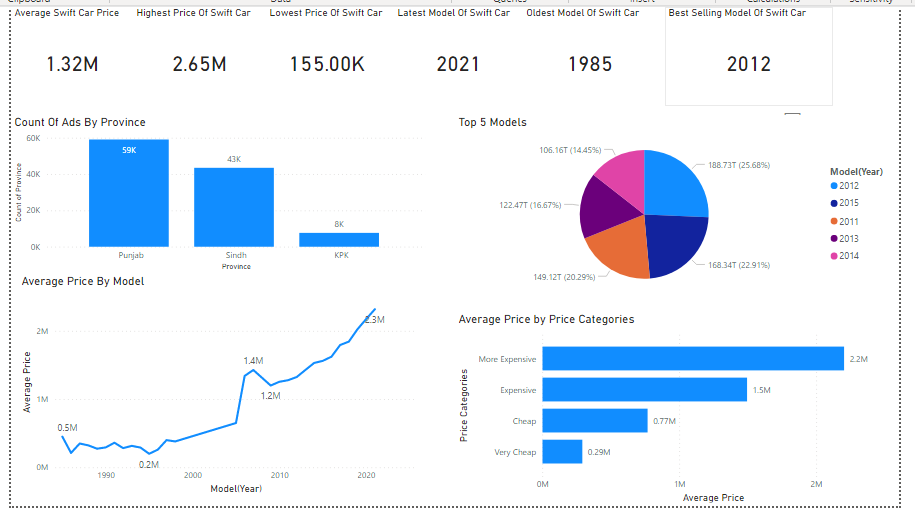 Clipboard Data Queries Insert Calculations Sensitivity
Average Swift Car Price Highest Price Of Swift Car Lowest Price Of Swift Car Latest Model Of Swift Car Oldest Model Of Swift Car Best Selling Model Of Swift Car
1.32M 2.65M 155.00K 2021 1985 2012
Count Of Ads By Province
60K
40K
20K
0K
Count of Province
59K
43K
8K
Punjab Sindh KPK
Province
Top 5 Models
106.16T (14.45%)
188.73T (25.68%)
122.47T (16.67%)
149.12T (20.29%)
168.34T (22.91%)
Model(Year)
2012
2015
2011
2013
2014
Average Price By Model
2M
1M
0M
Average Price
0.5M
0.2M
1.4M
1.2M
2.3M
1990 2000 2010 2020
Model(Year)
Average Price by Price Categories
Price Categories
More Expensive 2.2M
Expensive 1.5M
Cheap 0.77M
Very Cheap 0.29M
0M 1M 2M
Average Price